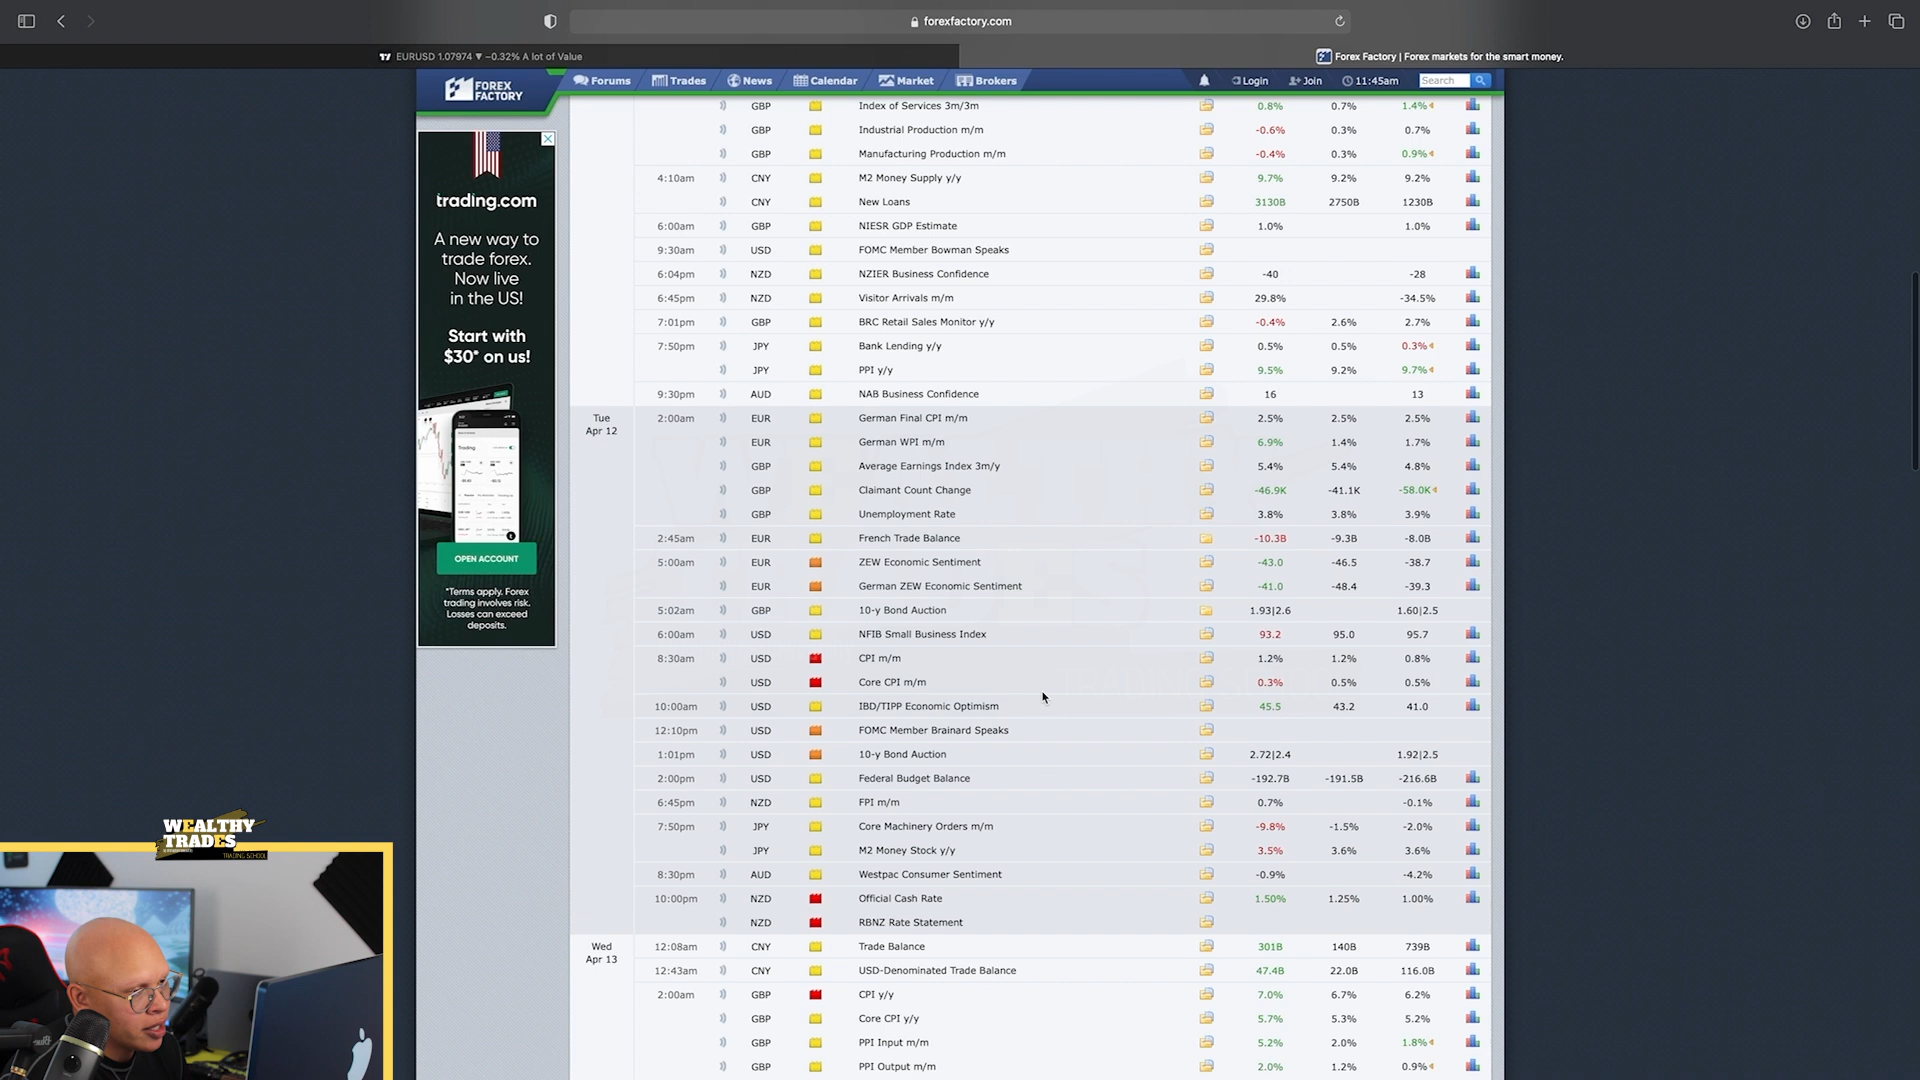 forexfactory.com
EURUSD 1.07974 ▼ −0.32% A lot of Value
Forex Factory | Forex markets for the smart money.
FOREX FACTORY
Forums Trades News Calendar Market Brokers Login Join 11:45am Search
GBP Index of Services 3m/3m 0.8% 0.7% 1.4%
GBP Industrial Production m/m -0.6% 0.3% 0.7%
GBP Manufacturing Production m/m -0.4% 0.3% 0.9%
4:10am CNY M2 Money Supply y/y 9.7% 9.2% 9.2%
CNY New Loans 3130B 2750B 1230B
6:00am GBP NIESR GDP Estimate 1.0% 1.0%
9:30am USD FOMC Member Bowman Speaks
6:04pm NZD NZIER Business Confidence -40 -28
6:45pm NZD Visitor Arrivals m/m 29.8% -34.5%
7:01pm GBP BRC Retail Sales Monitor y/y -0.4% 2.6% 2.7%
7:50pm JPY Bank Lending y/y 0.5% 0.5% 0.3%
JPY PPI y/y 9.5% 9.2% 9.7%
9:30pm AUD NAB Business Confidence 16 13
Tue Apr 12 2:00am EUR German Final CPI m/m 2.5% 2.5% 2.5%
EUR German WPI m/m 6.9% 1.4% 1.7%
GBP Average Earnings Index 3m/y 5.4% 5.4% 4.8%
GBP Claimant Count Change -46.9K -41.1K -58.0K
GBP Unemployment Rate 3.8% 3.8% 3.9%
2:45am EUR French Trade Balance -10.3B -9.3B -8.0B
5:00am EUR ZEW Economic Sentiment -43.0 -46.5 -38.7
EUR German ZEW Economic Sentiment -41.0 -48.4 -39.3
5:02am GBP 10-y Bond Auction 1.93|2.6 1.60|2.5
6:00am USD NFIB Small Business Index 93.2 95.0 95.7
8:30am USD CPI m/m 1.2% 1.2% 0.8%
USD Core CPI m/m 0.3% 0.5% 0.5%
10:00am USD IBD/TIPP Economic Optimism 45.5 43.2 41.0
12:10pm USD FOMC Member Brainard Speaks
1:01pm USD 10-y Bond Auction 2.72|2.4 1.92|2.5
2:00pm USD Federal Budget Balance -192.7B -191.5B -216.6B
6:45pm NZD FPI m/m 0.7% -0.1%
7:50pm JPY Core Machinery Orders m/m -9.8% -1.5% -2.0%
JPY M2 Money Stock y/y 3.5% 3.6% 3.6%
8:30pm AUD Westpac Consumer Sentiment -0.9% -4.2%
10:00pm NZD Official Cash Rate 1.50% 1.25% 1.00%
NZD RBNZ Rate Statement
Wed Apr 13 12:08am CNY Trade Balance 301B 140B 739B
12:43am CNY USD-Denominated Trade Balance 47.4B 22.0B 116.0B
2:00am GBP CPI y/y 7.0% 6.7% 6.2%
GBP Core CPI y/y 5.7% 5.3% 5.2%
GBP PPI Input m/m 5.2% 2.0% 1.8%
GBP PPI Output m/m 2.0% 1.2% 0.9%
trading.com
A new way to
trade forex.
Now live
in the US!
Start with
$30* on us!
OPEN ACCOUNT
*Terms apply. Forex
trading involves risk.
Losses can exceed
deposits.
WEALTHY
TRADES
TRADING SCHOOL